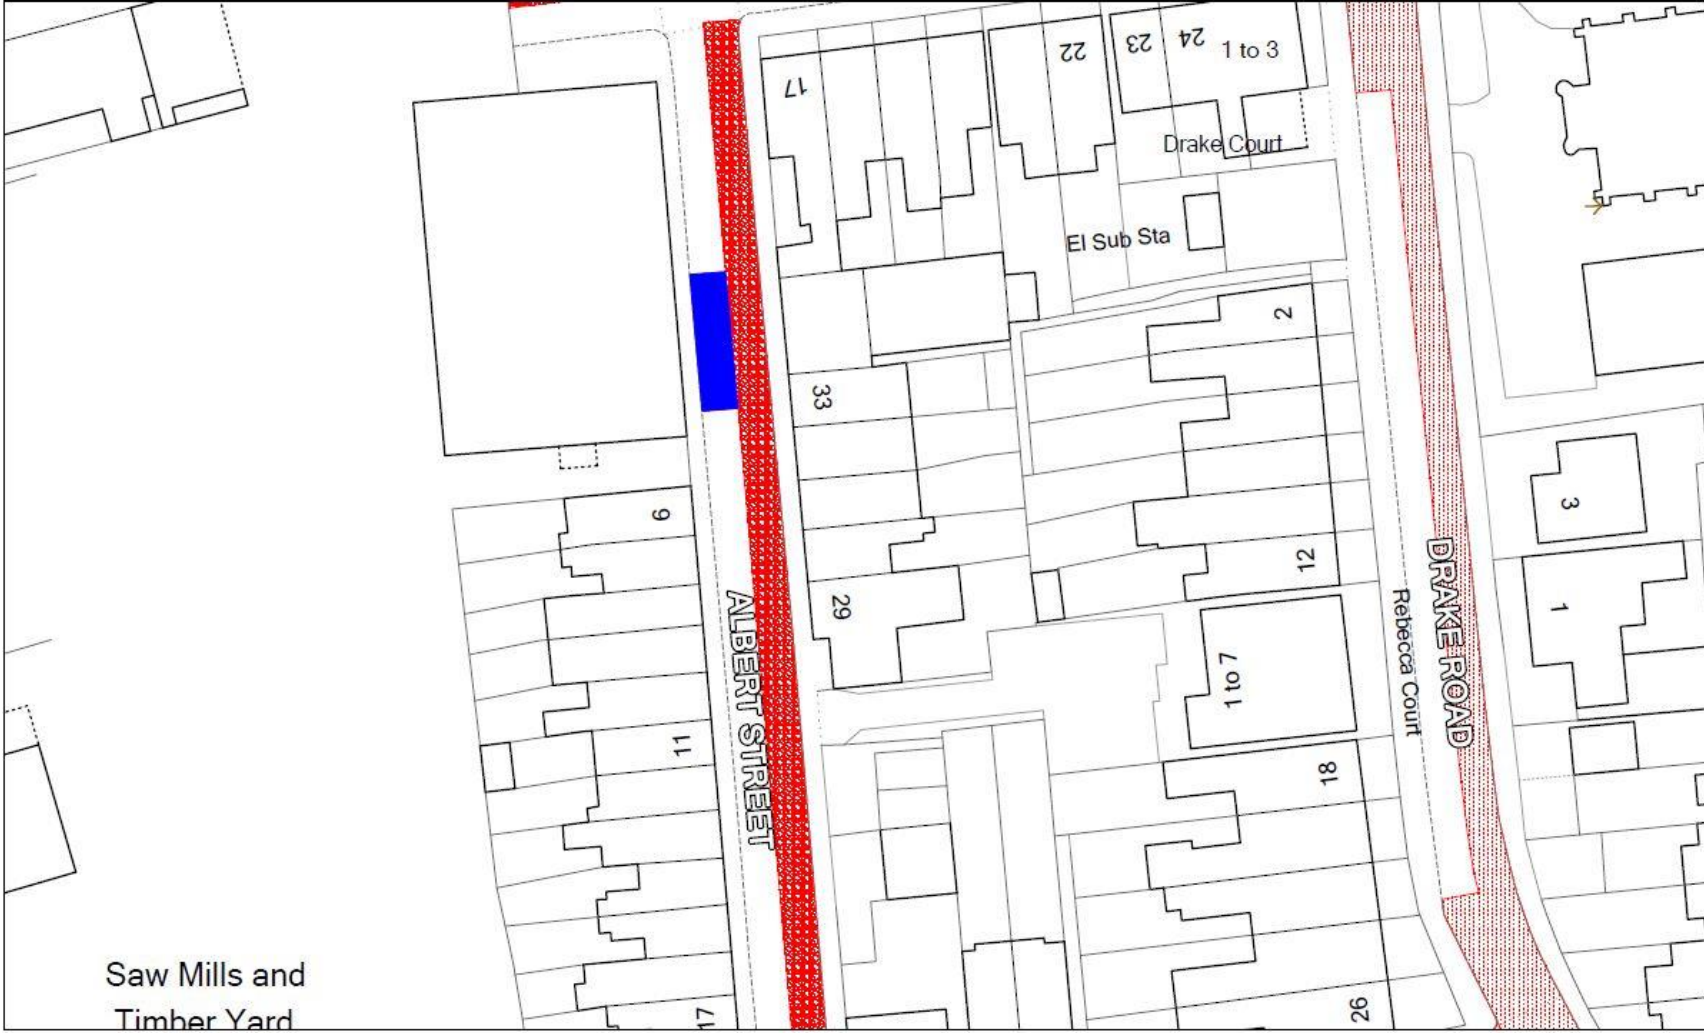 17
22
23
24
1 to 3
Drake Court
El Sub Sta
2
33
6
3
12
29
1
ALBERT STREET
DRAKE ROAD
Rebecca Court
1 to 7
11
18
Saw Mills and
Timber Yard
17
26